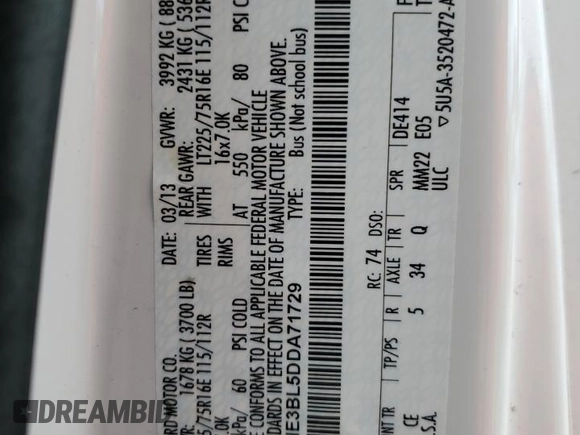 RD MOTOR CO. DATE: 03/13 GVWR: 3992 KG (88
R: 1678 KG (3700 LB) REAR GAWR: 2431 KG (536
5/75R16E 115/112R TIRES WITH LT225/75R16E 115/112R
.0K RIMS 16x7.0K
kPa/ 60 PSI COLD AT 550 kPa/ 80 PSI CO
E CONFORMS TO ALL APPLICABLE FEDERAL MOTOR VEHICLE
DARDS IN EFFECT ON THE DATE OF MANUFACTURE SHOWN ABOVE.
E3BL5DDA71729 TYPE: Bus (Not school bus)
RC: 74 DSO:
INT TR TP/PS R AXLE TR SPR
5 34 Q DE414
CE MM22 E05
S.A. ULC
5U5A-3520472-A
DREAMBID